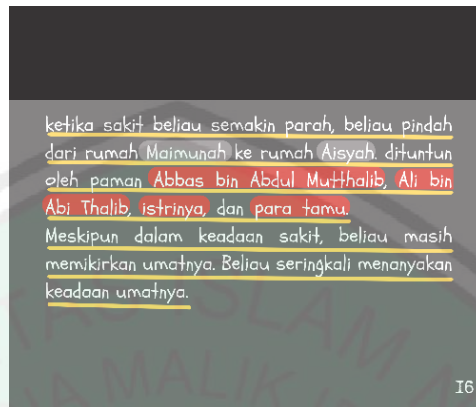 ketika sakit beliau semakin parah, beliau pindah
dari rumah Maimunah ke rumah Aisyah. dituntun
oleh paman Abbas bin Abdul Mutthalib, Ali bin
Abi Thalib, istrinya, dan para tamu.
Meskipun dalam keadaan sakit, beliau masih
memikirkan umatnya. Beliau seringkali menanyakan
keadaan umatnya.
16